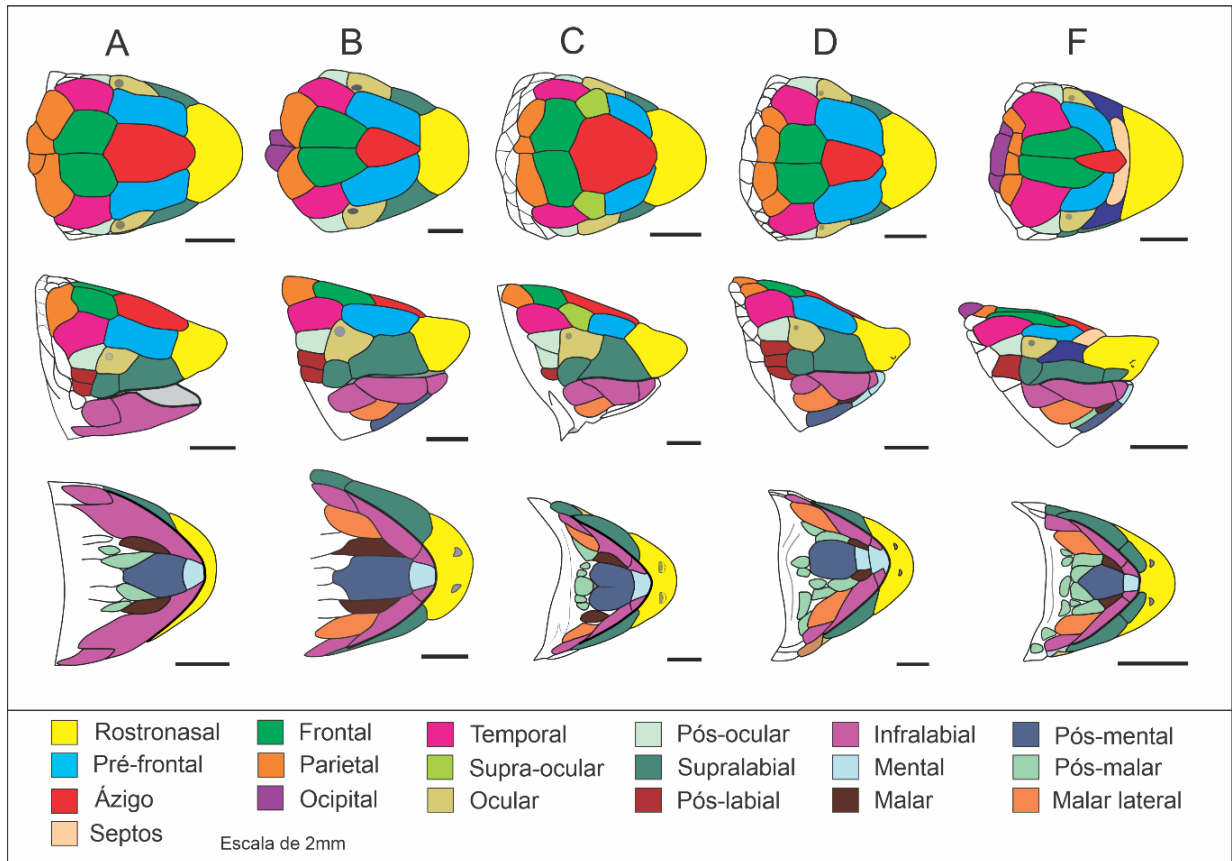 A B C D F
Rostronasal Frontal Temporal Pós-ocular Infralabial Pós-mental
Pré-frontal Parietal Supra-ocular Supralabial Mental Pós-malar
Ázigo Ocipital Ocular Pós-labial Malar Malar lateral
Septos
Escala de 2mm